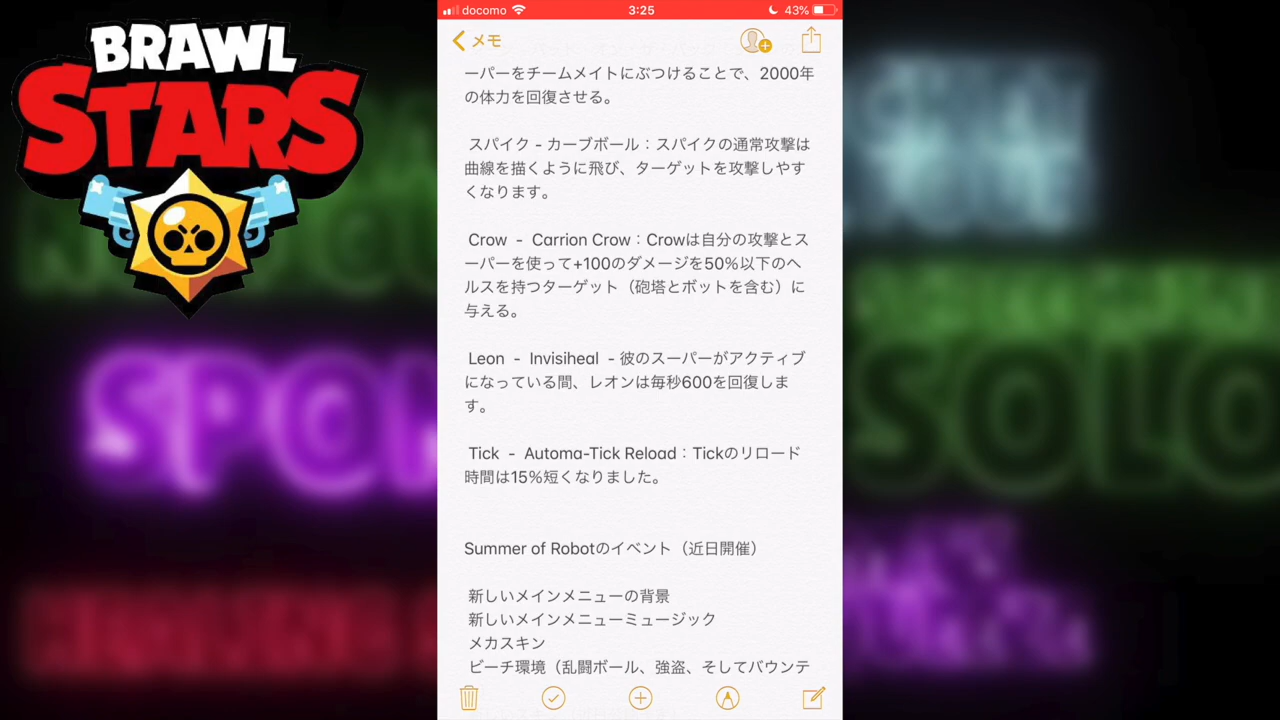 BRAWL
STARS
docomo
3:25
43%
メモ
ーパーをチームメイトにぶつけることで、2000年
の体力を回復させる。
スパイク - カーブボール：スパイクの通常攻撃は
曲線を描くように飛び、ターゲットを攻撃しやす
くなります。
Crow - Carrion Crow：Crowは自分の攻撃とス
ーパーを使って+100のダメージを50%以下のヘ
ルスを持つターゲット（砲塔とボットを含む）に
与える。
Leon - Invisiheal - 彼のスーパーがアクティブ
になっている間、レオンは毎秒600を回復しま
す。
Tick - Automa-Tick Reload：Tickのリロード
時間は15%短くなりました。
Summer of Robotのイベント（近日開催）
新しいメインメニューの背景
新しいメインメニューミュージック
メカスキン
ビーチ環境（乱闘ボール、強盗、そしてバウンテ
SPO
SOLO